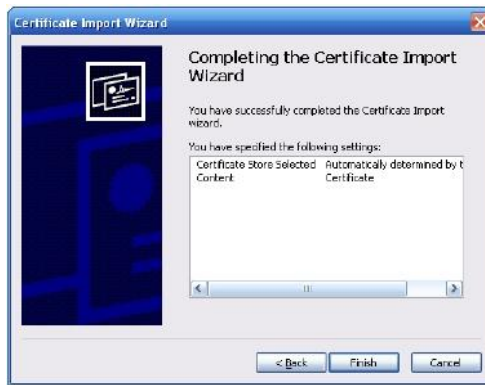 Certificate Import Wizard
Completing the Certificate Import
Wizard
You have successfully completed the Certificate Import
wizard.
You have specified the following settings:
Certificate Store Selected Automatically determined by t
Content Certificate
< Back Finish Cancel